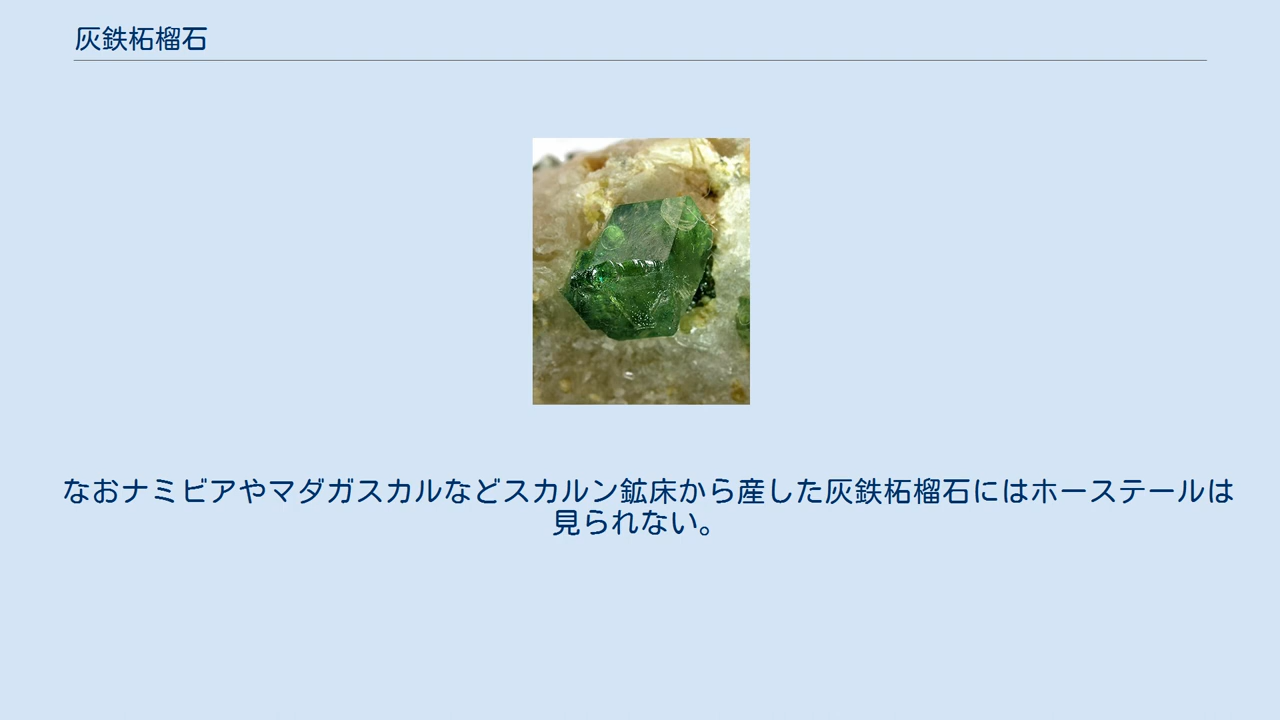 灰鉄柘榴石
なおナミビアやマダガスカルなどスカルン鉱床から産した灰鉄柘榴石にはホーステールは
見られない。